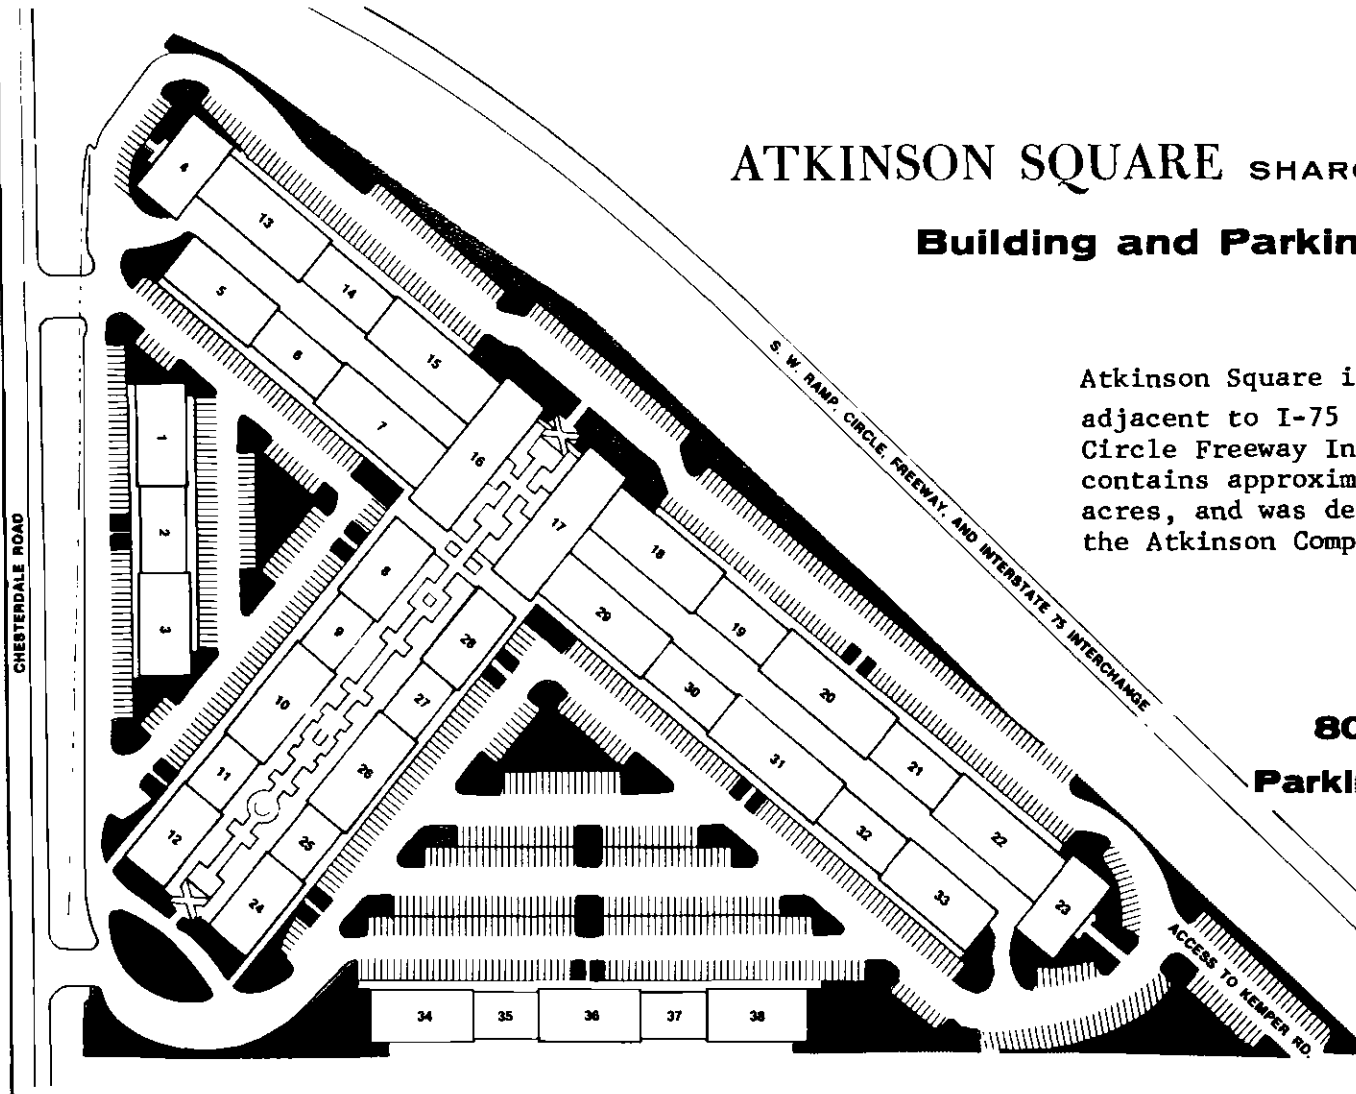 ATKINSON SQUARE SHARO
Building and Parkin
Atkinson Square i
adjacent to I-75
Circle Freeway In
contains approxim
acres, and was de
the Atkinson Comp
80
Parki
S. W. RAMP, CIRCLE, FREEWAY, AND INTERSTATE 75 INTERCHANGE
CHESTERDALE ROAD
ACCESS TO KEMPER RD.
4
13
5
14
6
15
7
1
16
2
17
3
8
18
9
29
28
19
10
30
27
20
11
31
26
21
12
32
25
22
24
33
23
34 35 36 37 38